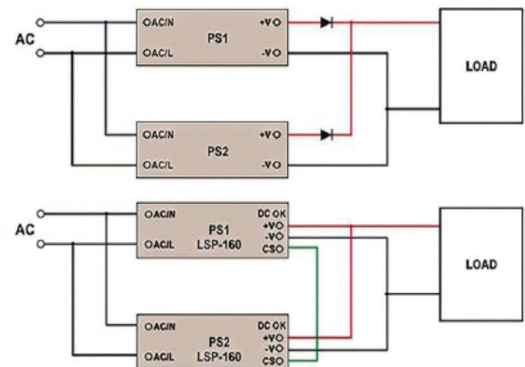 AC
OAC/N
PS1
+VO
OAC/L
-VO
LOAD
OAC/N
+VO
PS2
OAC/L
-VO
AC
OAC/N
PS1
LSP-160
DC OK
+VO
-VO
CSO
OAC/L
LOAD
OAC/N
PS2
LSP-160
DC OK
+VO
-VO
CSO
OAC/L